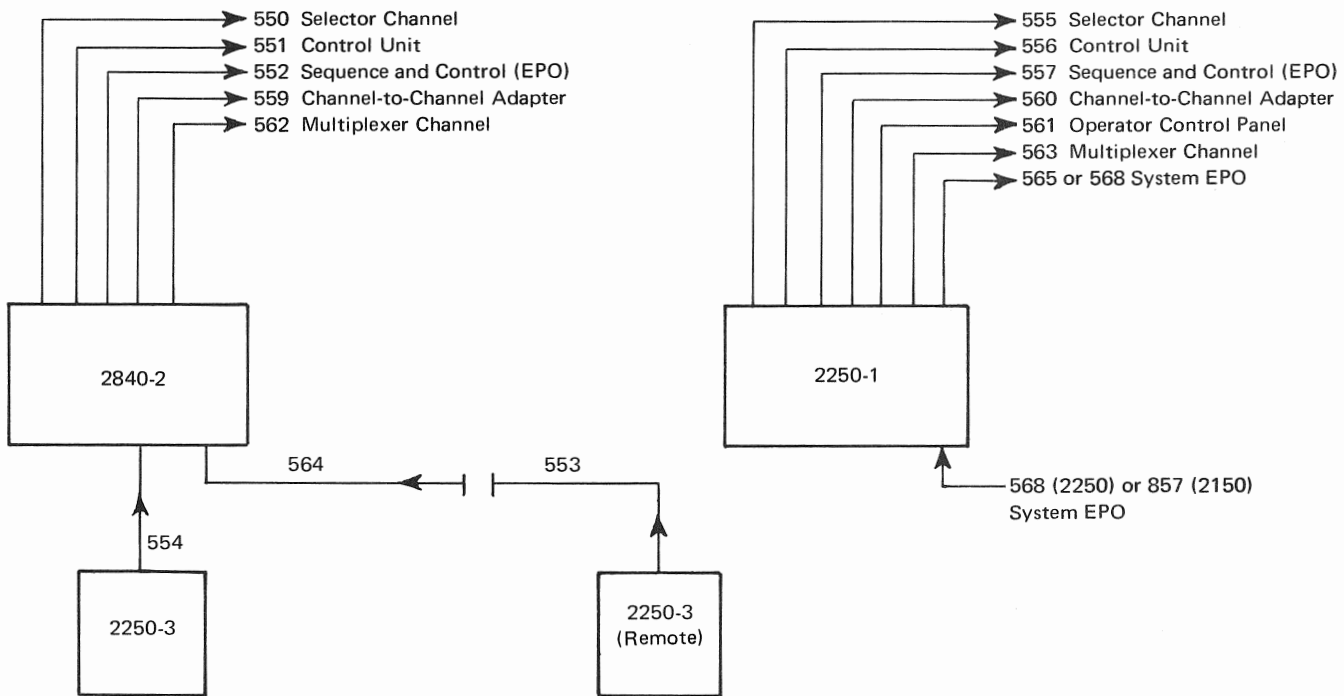 550 Selector Channel
551 Control Unit
552 Sequence and Control (EPO)
559 Channel-to-Channel Adapter
562 Multiplexer Channel
2840-2
564
553
554
2250-3
2250-3
(Remote)
555 Selector Channel
556 Control Unit
557 Sequence and Control (EPO)
560 Channel-to-Channel Adapter
561 Operator Control Panel
563 Multiplexer Channel
565 or 568 System EPO
2250-1
568 (2250) or 857 (2150)
System EPO